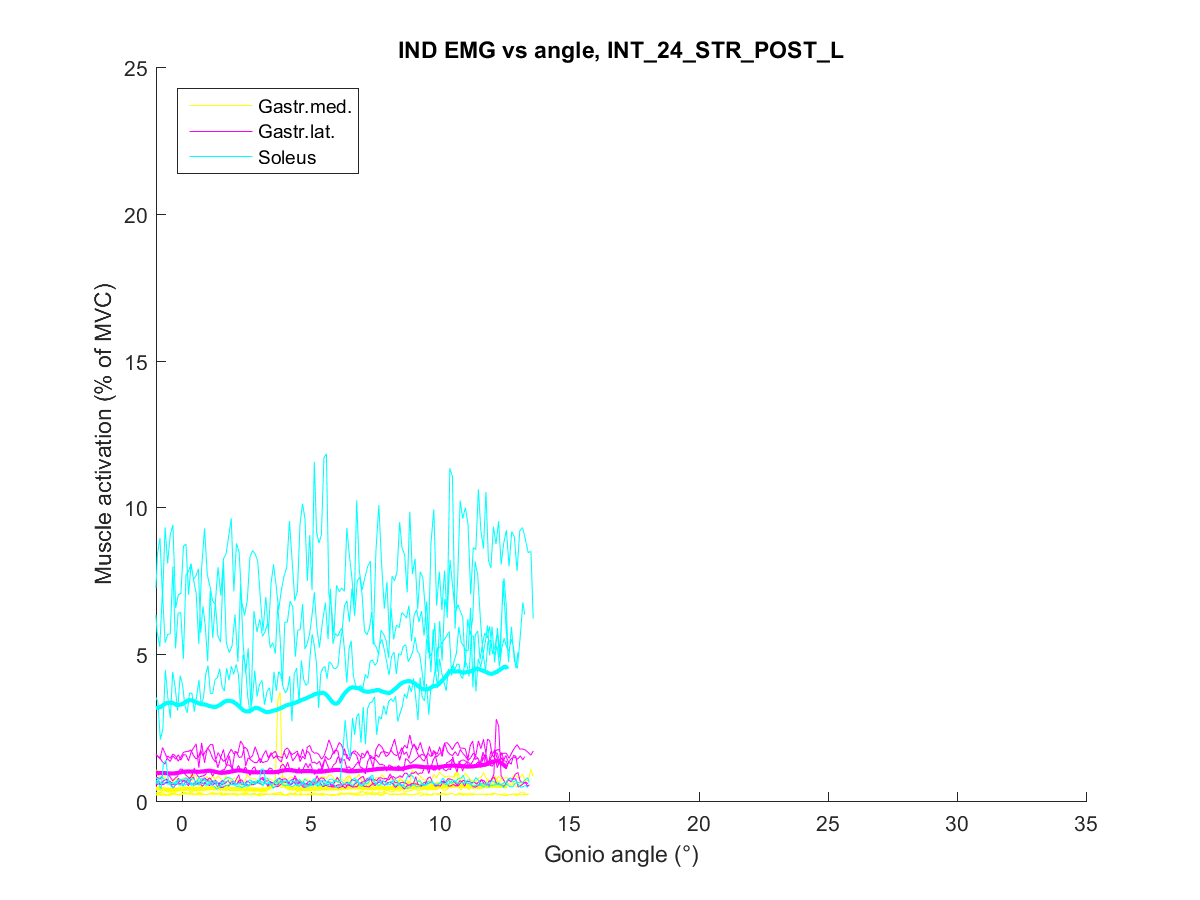 IND EMG vs angle, INT_24_STR_POST_L
25
20
15
10
5
0
Muscle activation (% of MVC)
Gastr.med.
Gastr.lat.
Soleus
0 5 10 15 20 25 30 35
Gonio angle (°)